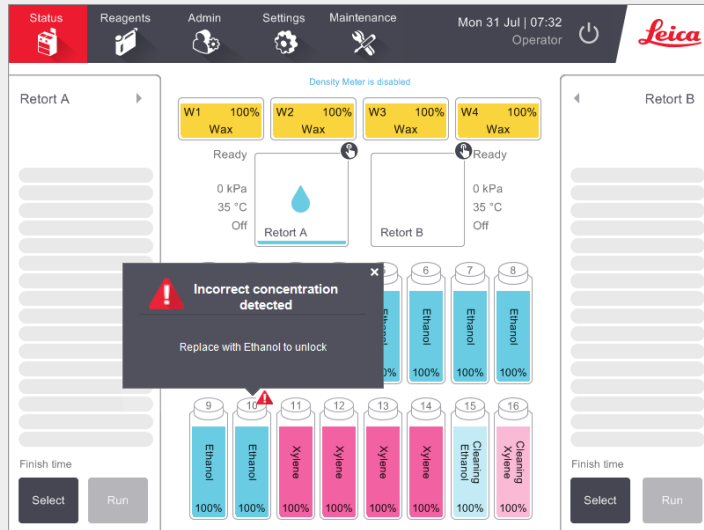 Status
Reagents
Admin
Settings
Maintenance
Mon 31 Jul | 07:32
Operator
Leica
Density Meter is disabled
Retort A
Retort B
W1 100%
Wax
W2 100%
Wax
W3 100%
Wax
W4 100%
Wax
Ready
0 kPa
35 °C
Off
Retort A
Retort B
Ready
0 kPa
35 °C
Off
Incorrect concentration
detected
Replace with Ethanol to unlock
6
7
8
Ethanol
Ethanol
Ethanol
100%
100%
100%
9
10
11
12
13
14
15
16
Ethanol
Ethanol
Xylene
Xylene
Xylene
Xylene
Cleaning
Ethanol
Cleaning
Xylene
100%
100%
100%
100%
100%
100%
100%
100%
Finish time
Select
Run
Finish time
Select
Run